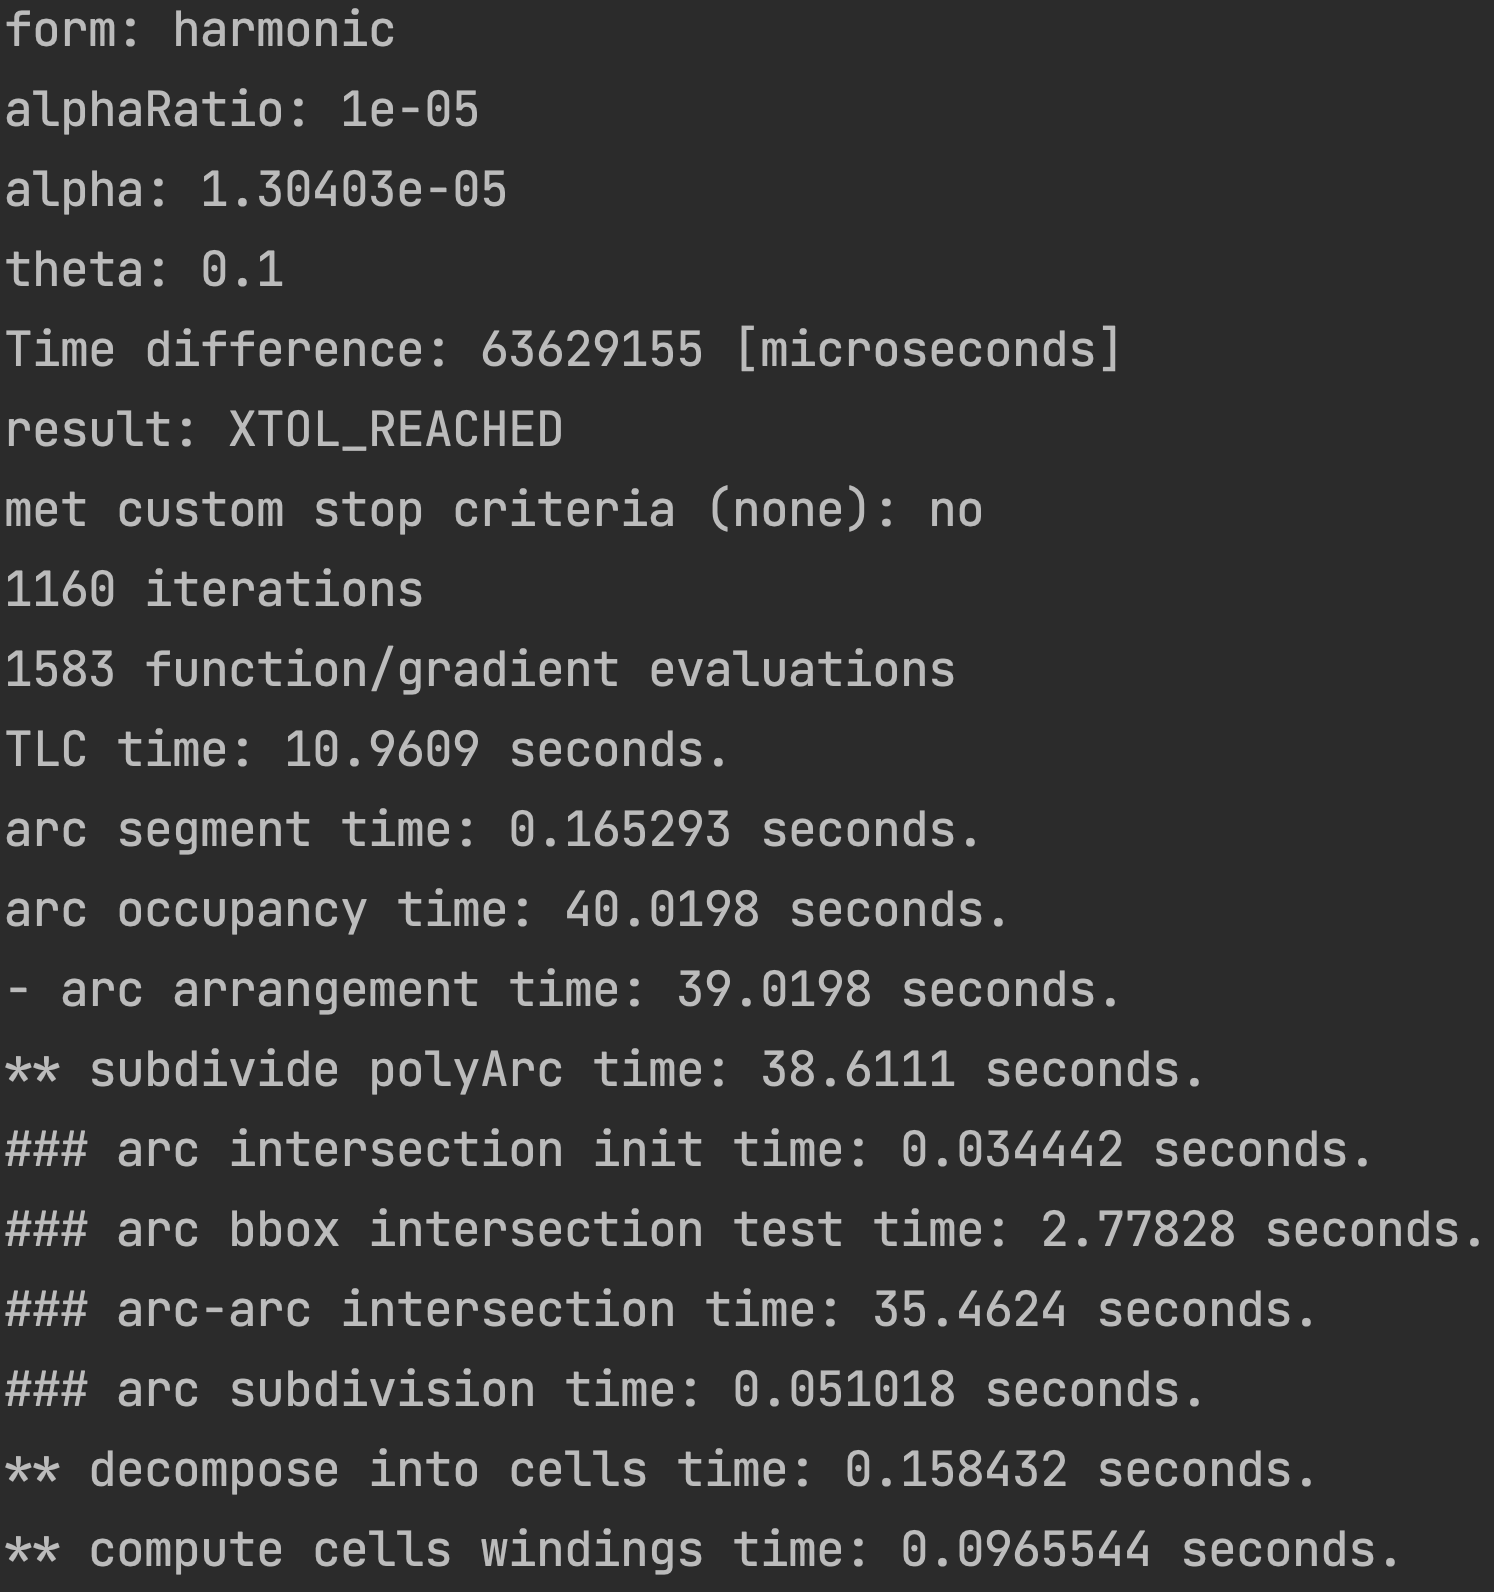 form: harmonic
alphaRatio: 1e-05
alpha: 1.30403e-05
theta: 0.1
Time difference: 63629155 [microseconds]
result: XTOL_REACHED
met custom stop criteria (none): no
1160 iterations
1583 function/gradient evaluations
TLC time: 10.9609 seconds.
arc segment time: 0.165293 seconds.
arc occupancy time: 40.0198 seconds.
- arc arrangement time: 39.0198 seconds.
** subdivide polyArc time: 38.6111 seconds.
### arc intersection init time: 0.034442 seconds.
### arc bbox intersection test time: 2.77828 seconds.
### arc-arc intersection time: 35.4624 seconds.
### arc subdivision time: 0.051018 seconds.
** decompose into cells time: 0.158432 seconds.
** compute cells windings time: 0.0965544 seconds.